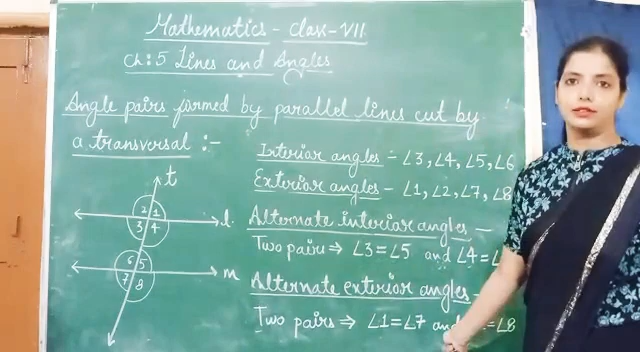 Mathematics - Class-VII
Ch:5 Lines and Angles
Angle pairs formed by parallel lines cut by
a transversal :-
Interior angles - ∠3, ∠4, ∠5, ∠6
Exterior angles - ∠1, ∠2, ∠7, ∠8
Alternate interior angles -
Two pairs ⇒ ∠3=∠5 and ∠4=∠
Alternate exterior angles -
Two pairs ⇒ ∠1=∠7 and =∠8
t
2 1
3 4
l
6 5
7 8
m